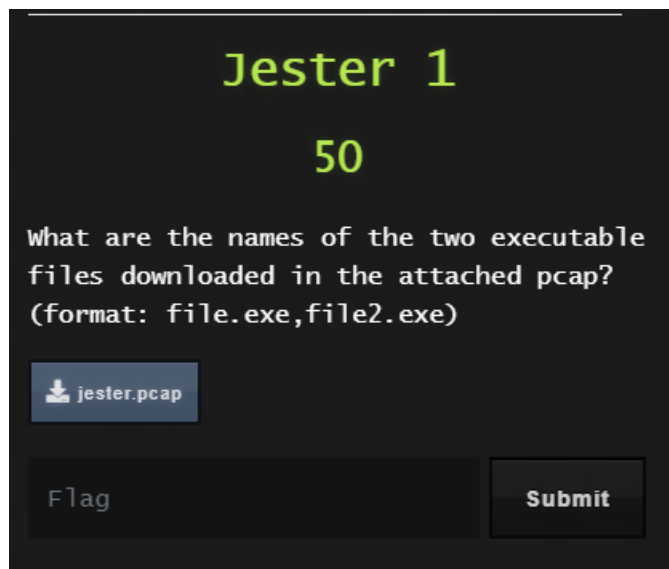 Jester 1
50
What are the names of the two executable
files downloaded in the attached pcap?
(format: file.exe,file2.exe)
jester.pcap
Flag
Submit